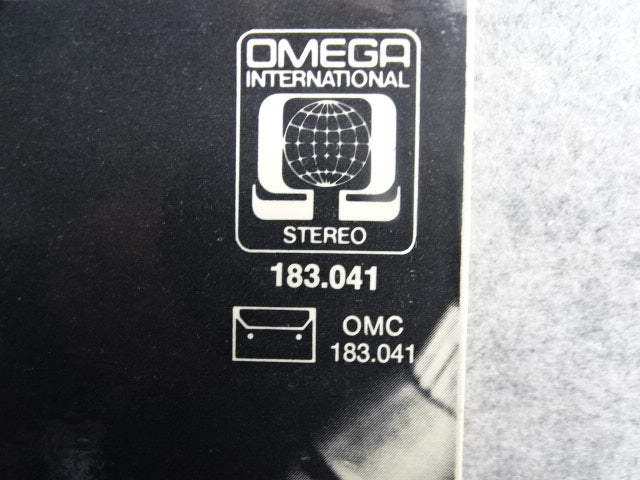 OMEGA
INTERNATIONAL
STEREO
183.041
OMC
183.041